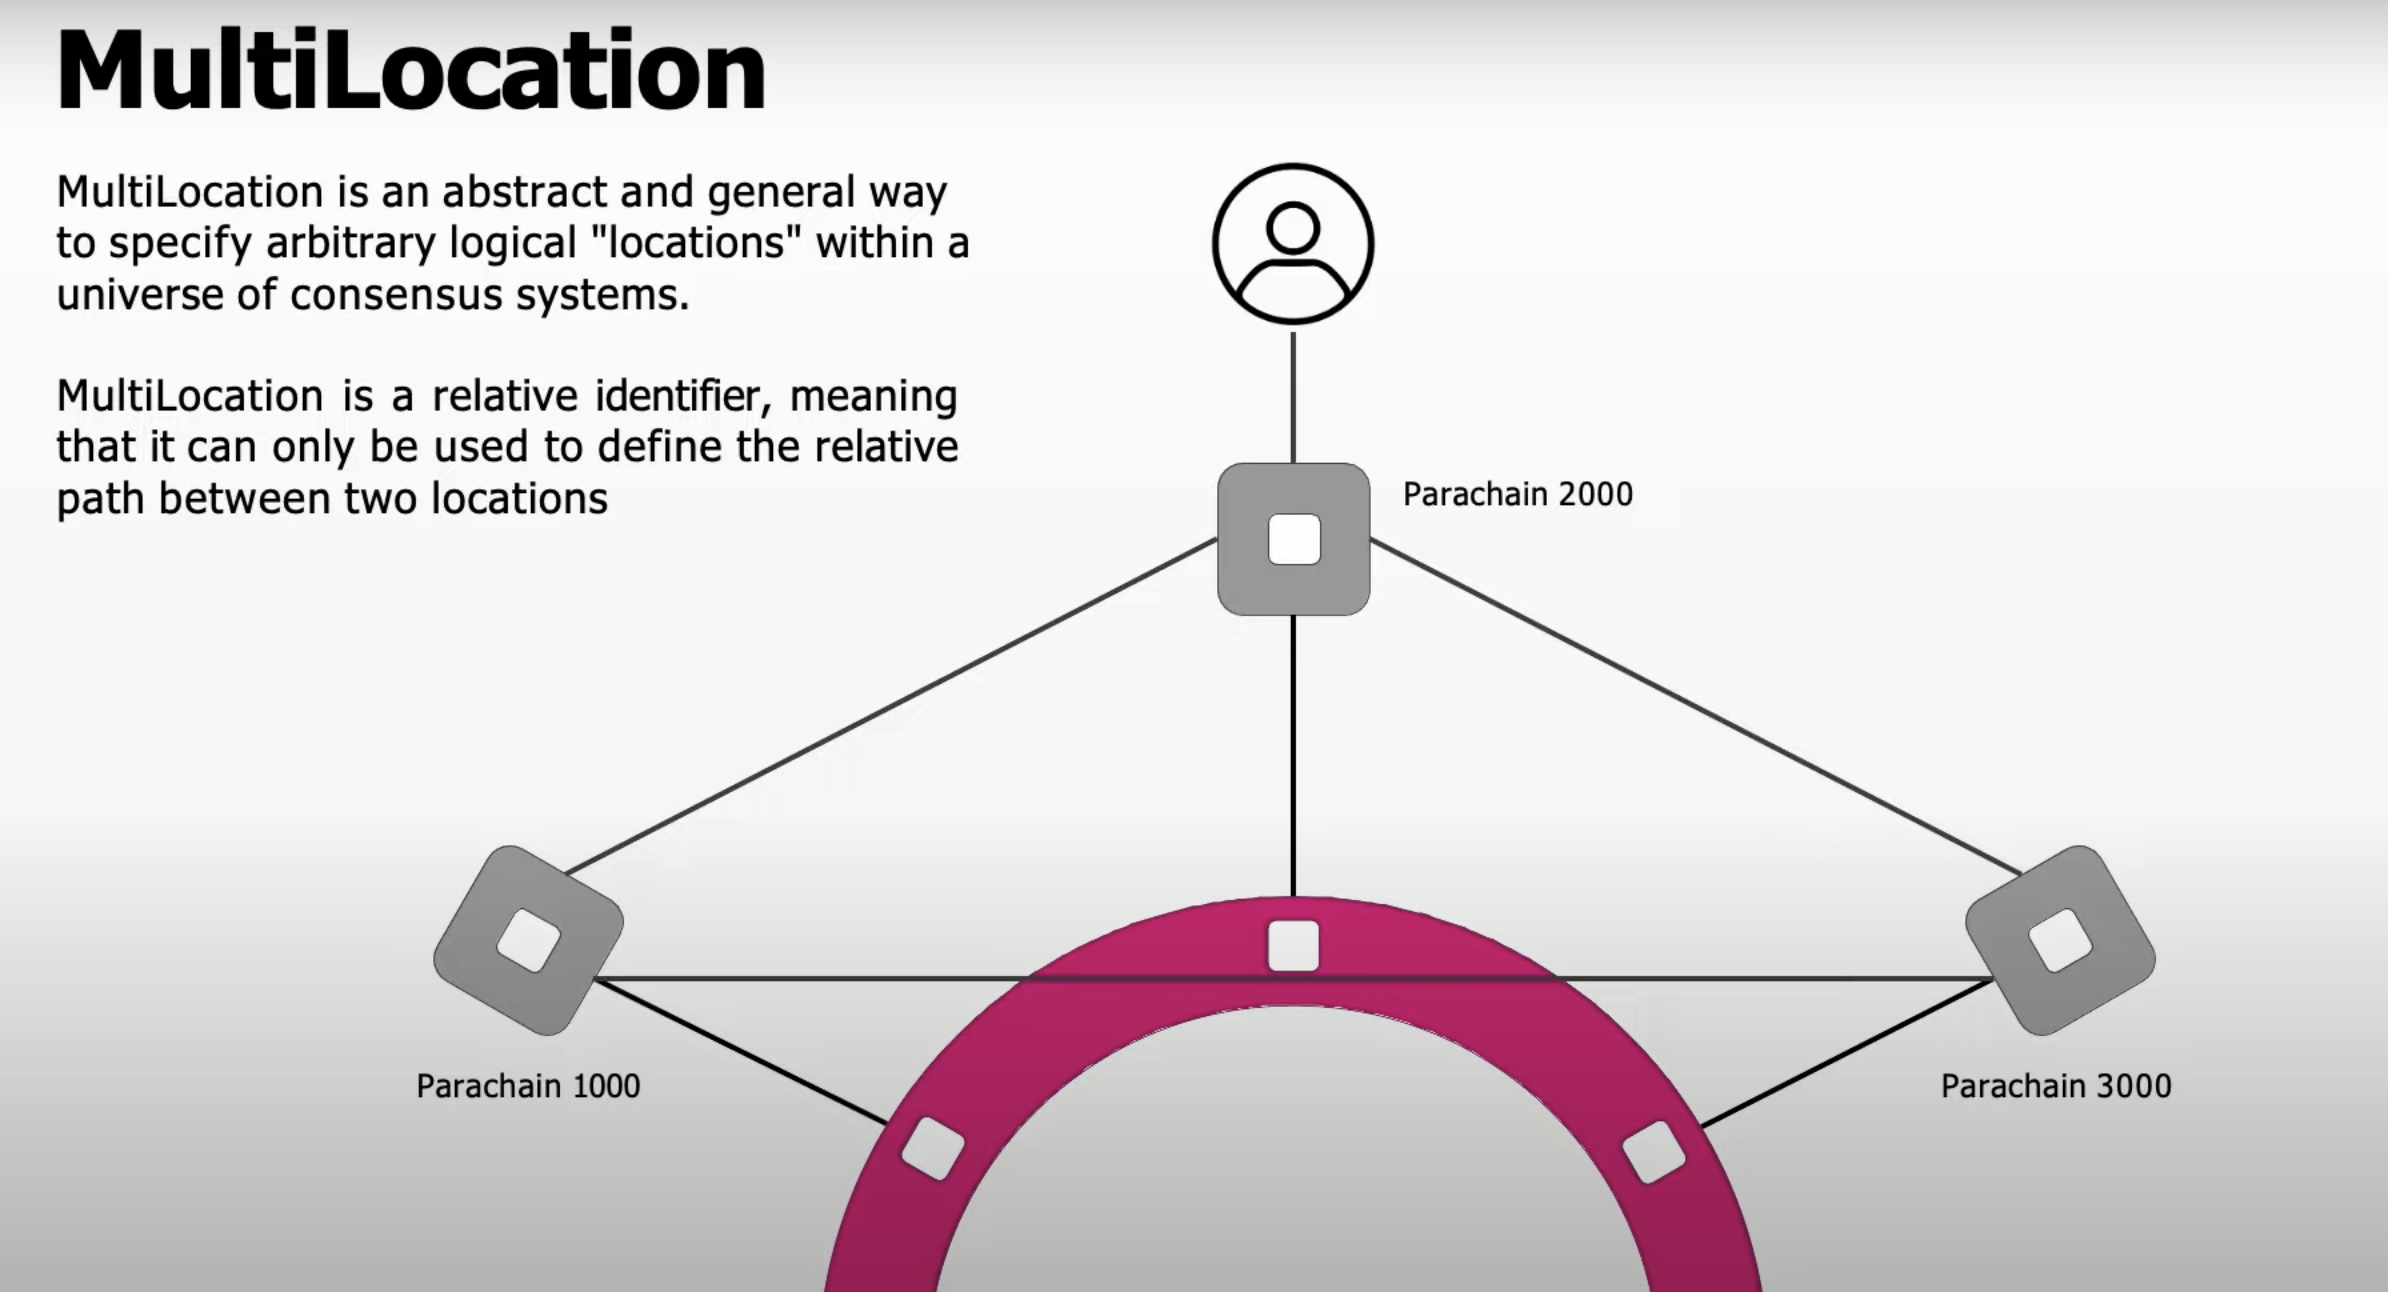 MultiLocation
MultiLocation is an abstract and general way
to specify arbitrary logical "locations" within a
universe of consensus systems.
MultiLocation is a relative identifier, meaning
that it can only be used to define the relative
path between two locations
Parachain 2000
Parachain 1000
Parachain 3000